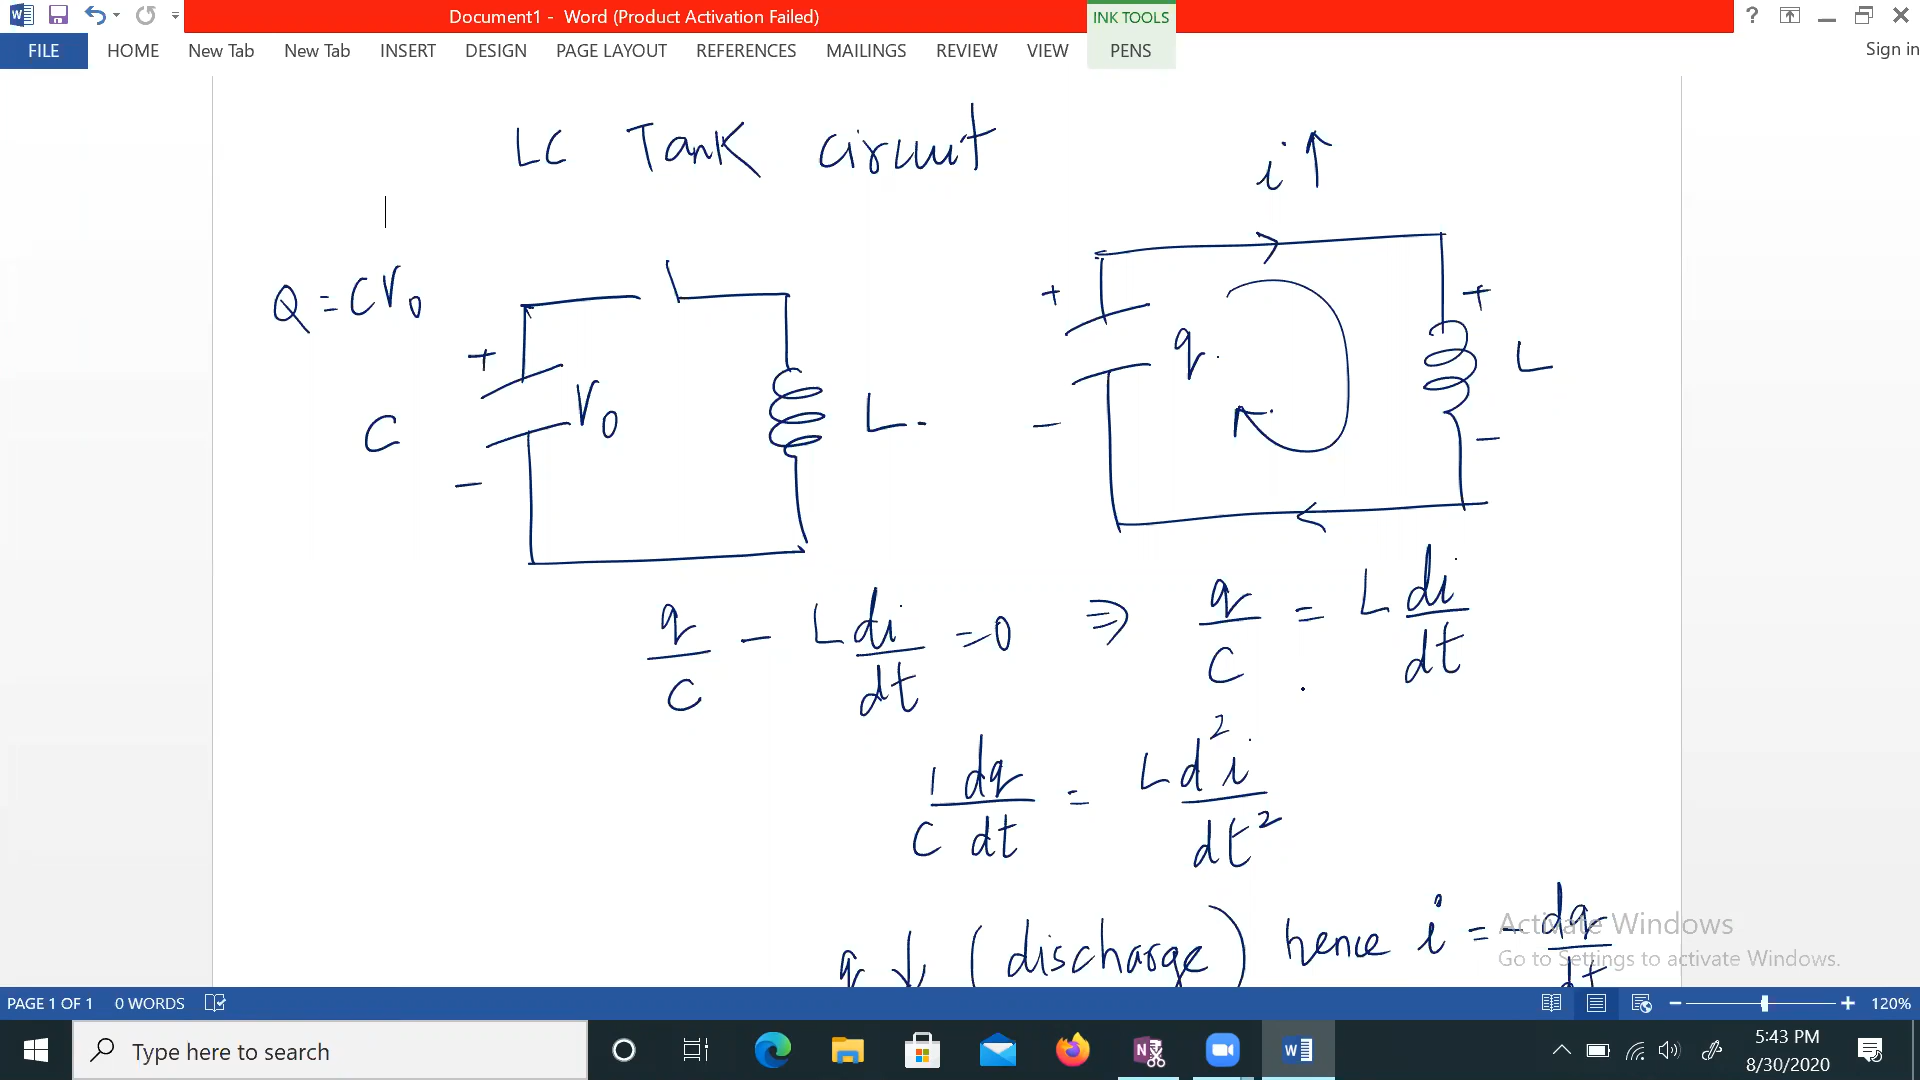 Document1 - Word (Product Activation Failed)
INK TOOLS
?
FILE HOME New Tab New Tab INSERT DESIGN PAGE LAYOUT REFERENCES MAILINGS REVIEW VIEW PENS
Sign in
LC Tank Circuit
i ↑
Q = CV₀
+
C
V₀
−
L
+
−
q
+
L
−
q/C − L di/dt = 0 ⇒ q/C = L di/dt
1/C dq/dt = L d²i/dt²
q ↓ (discharge) hence i = − dq/dt
Activate Windows
Go to Settings to activate Windows.
PAGE 1 OF 1 0 WORDS
120%
Type here to search
5:43 PM
8/30/2020